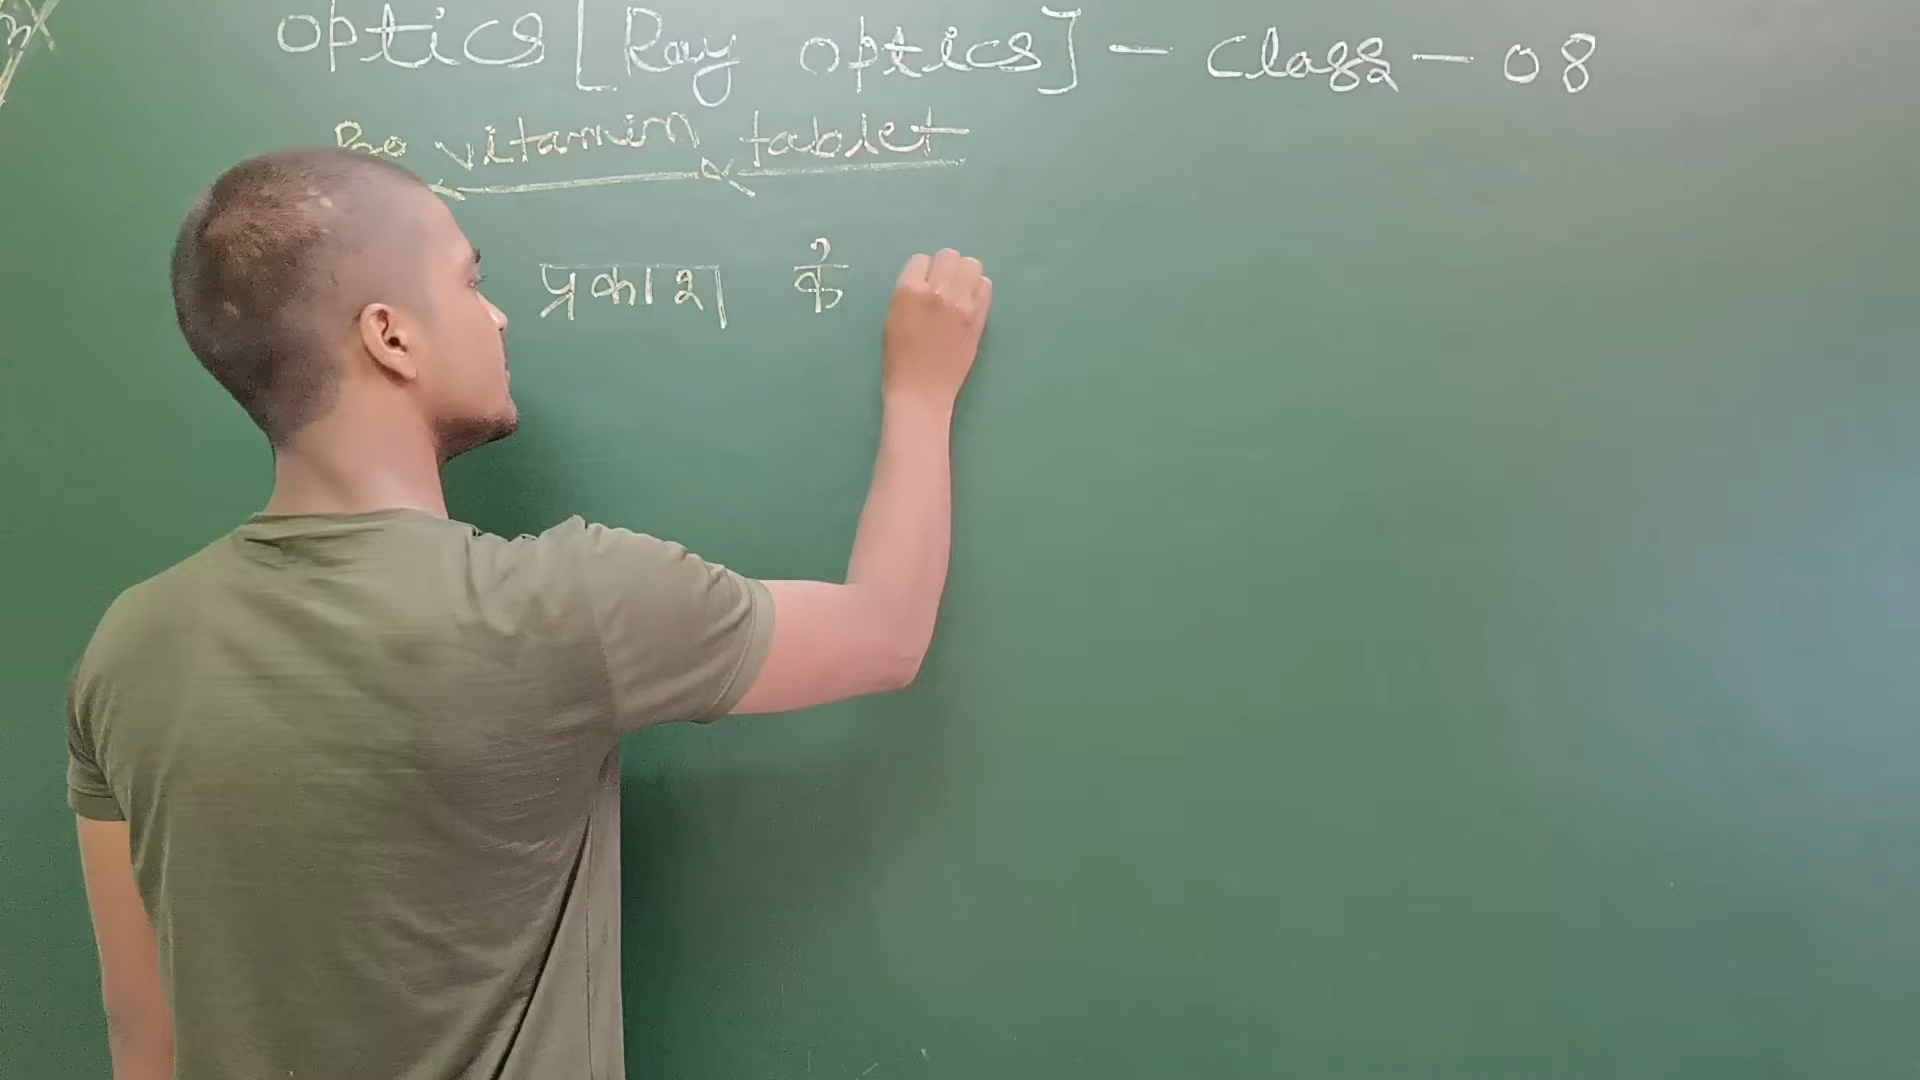 Optics [Ray optics] - Class - 08
vitamin tablet
प्रकाश के